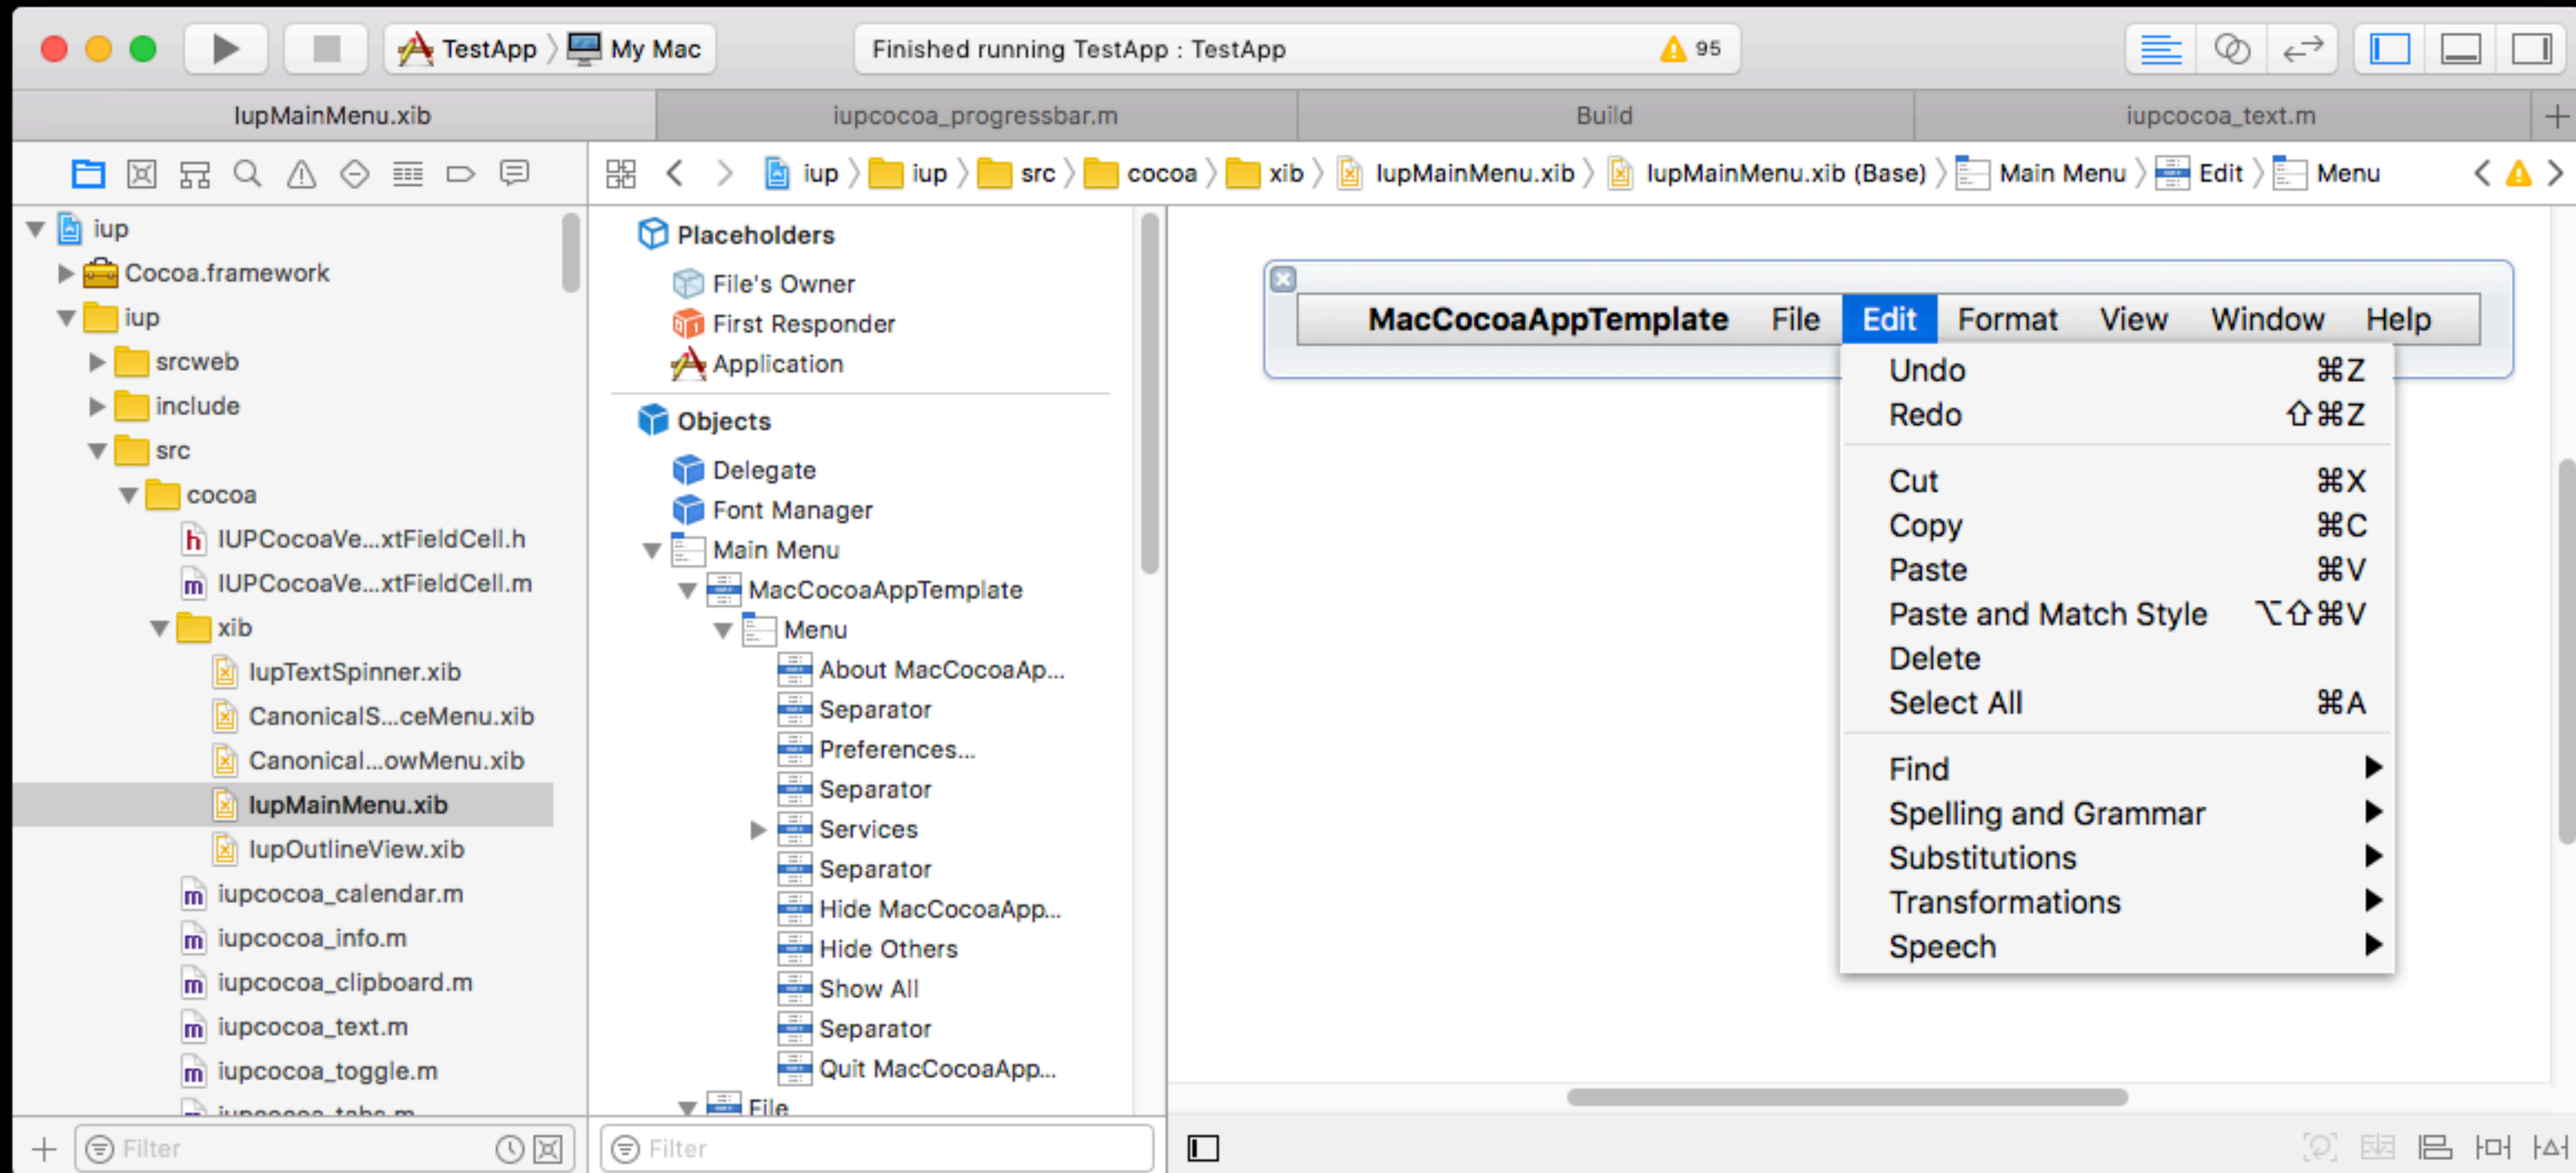 TestApp 〉 My Mac
Finished running TestApp : TestApp
95
IupMainMenu.xib
iupcocoa_progressbar.m
Build
iupcocoa_text.m
iup 〉 iup 〉 src 〉 cocoa 〉 xib 〉 IupMainMenu.xib 〉 IupMainMenu.xib (Base) 〉 Main Menu 〉 Edit 〉 Menu
iup
Cocoa.framework
iup
srcweb
include
src
cocoa
IUPCocoaVe...xtFieldCell.h
IUPCocoaVe...xtFieldCell.m
xib
IupTextSpinner.xib
CanonicalS...ceMenu.xib
Canonical...owMenu.xib
IupMainMenu.xib
IupOutlineView.xib
iupcocoa_calendar.m
iupcocoa_info.m
iupcocoa_clipboard.m
iupcocoa_text.m
iupcocoa_toggle.m
iupcocoa_tabs.m
Filter
Placeholders
File's Owner
First Responder
Application
Objects
Delegate
Font Manager
Main Menu
MacCocoaAppTemplate
Menu
About MacCocoaAp...
Separator
Preferences...
Separator
Services
Separator
Hide MacCocoaApp...
Hide Others
Show All
Separator
Quit MacCocoaApp...
File
Filter
MacCocoaAppTemplate File Edit Format View Window Help
Undo ⌘Z
Redo ⇧⌘Z
Cut ⌘X
Copy ⌘C
Paste ⌘V
Paste and Match Style ⌥⇧⌘V
Delete
Select All ⌘A
Find
Spelling and Grammar
Substitutions
Transformations
Speech